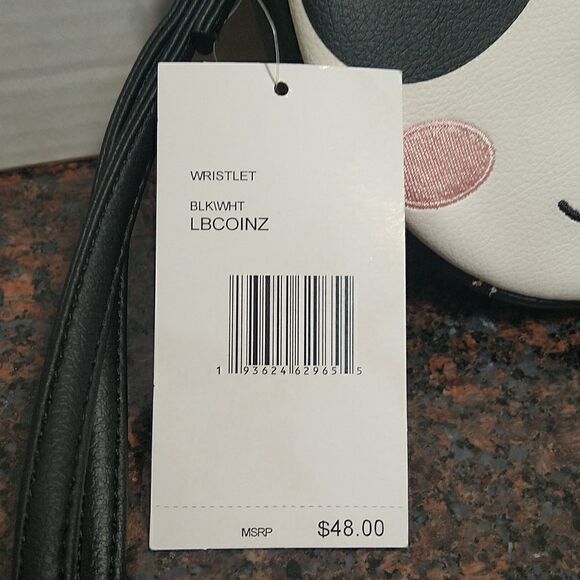 WRISTLET
BLK\WHT
LBCOINZ
1 93624 62965 5
MSRP $48.00